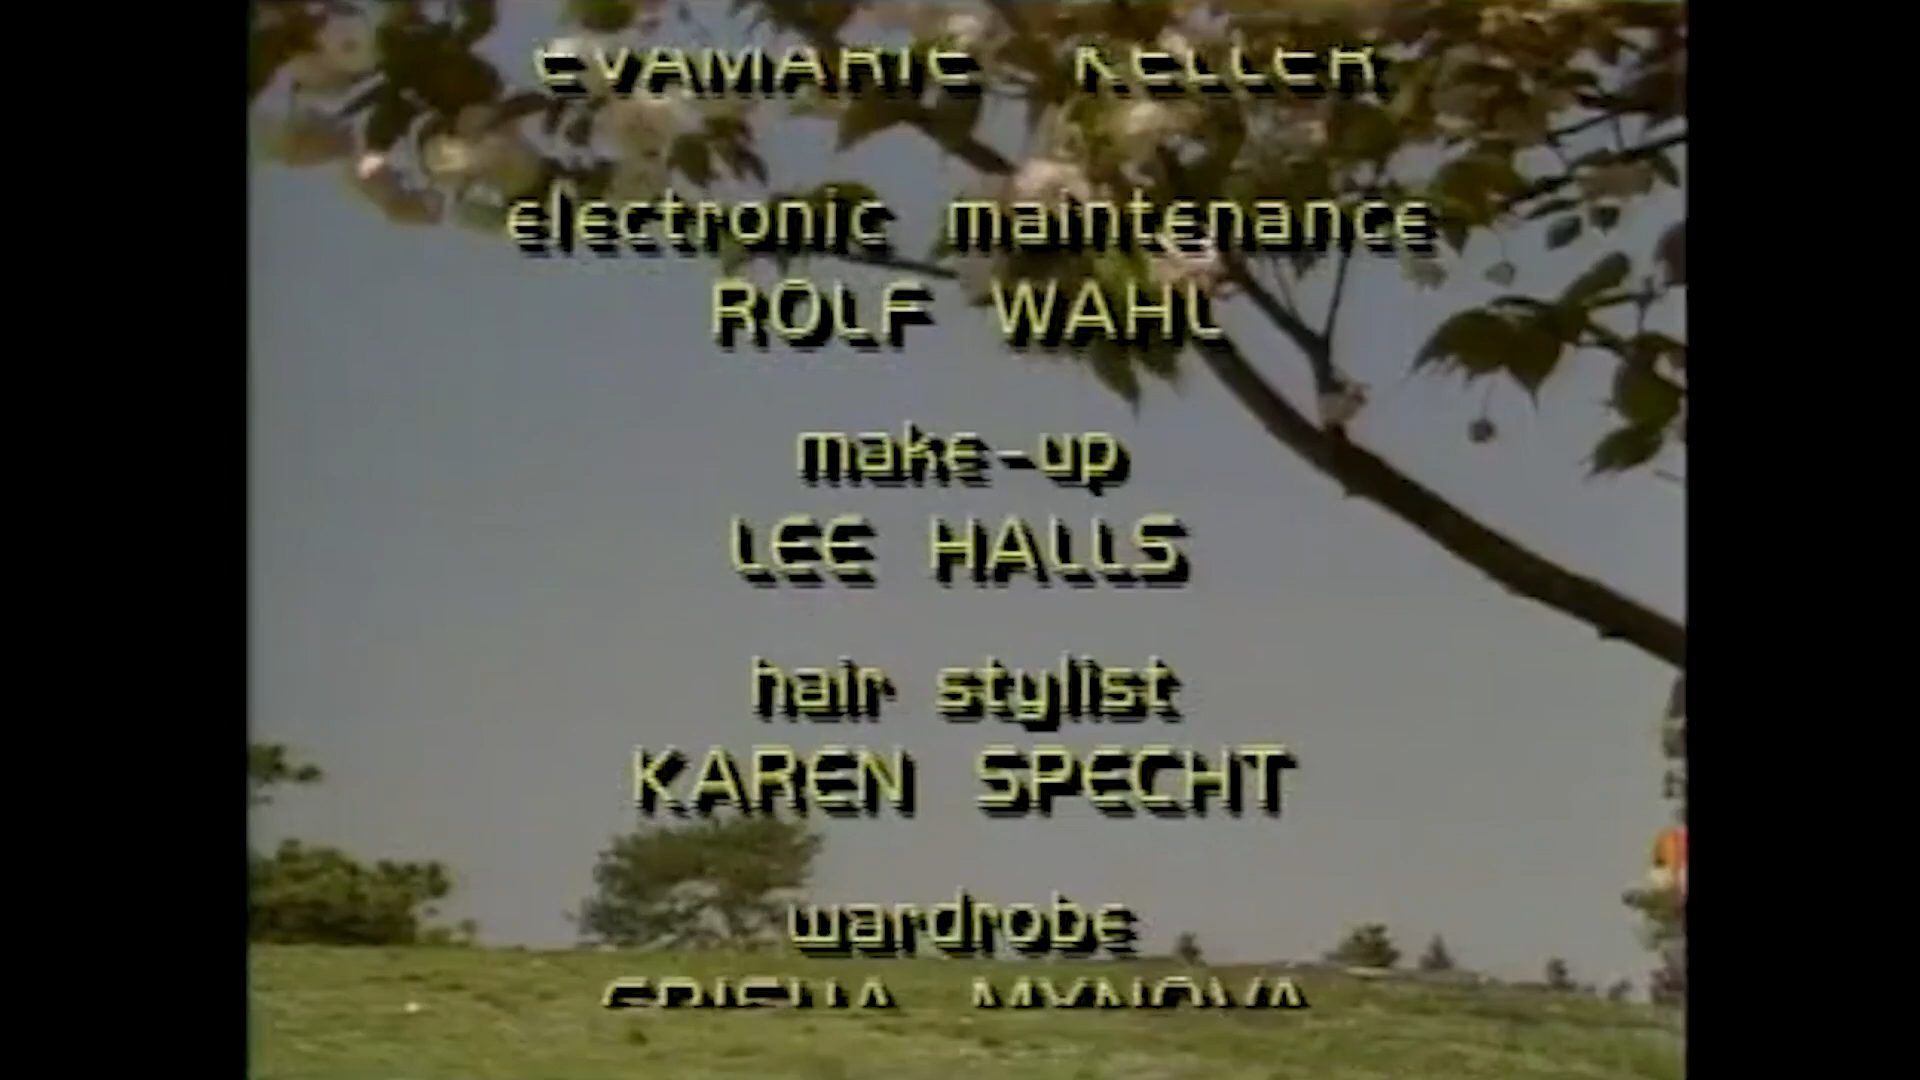 EVAMARIE KELLER
electronic maintenance
ROLF WAHL
make-up
LEE HALLS
hair stylist
KAREN SPECHT
wardrobe